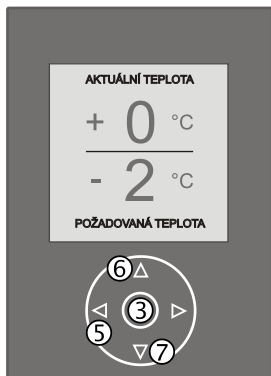 AKTUÁLNÍ TEPLOTA
+ 0 °C
- 2 °C
POŽADOVANÁ TEPLOTA
6
3
5
7